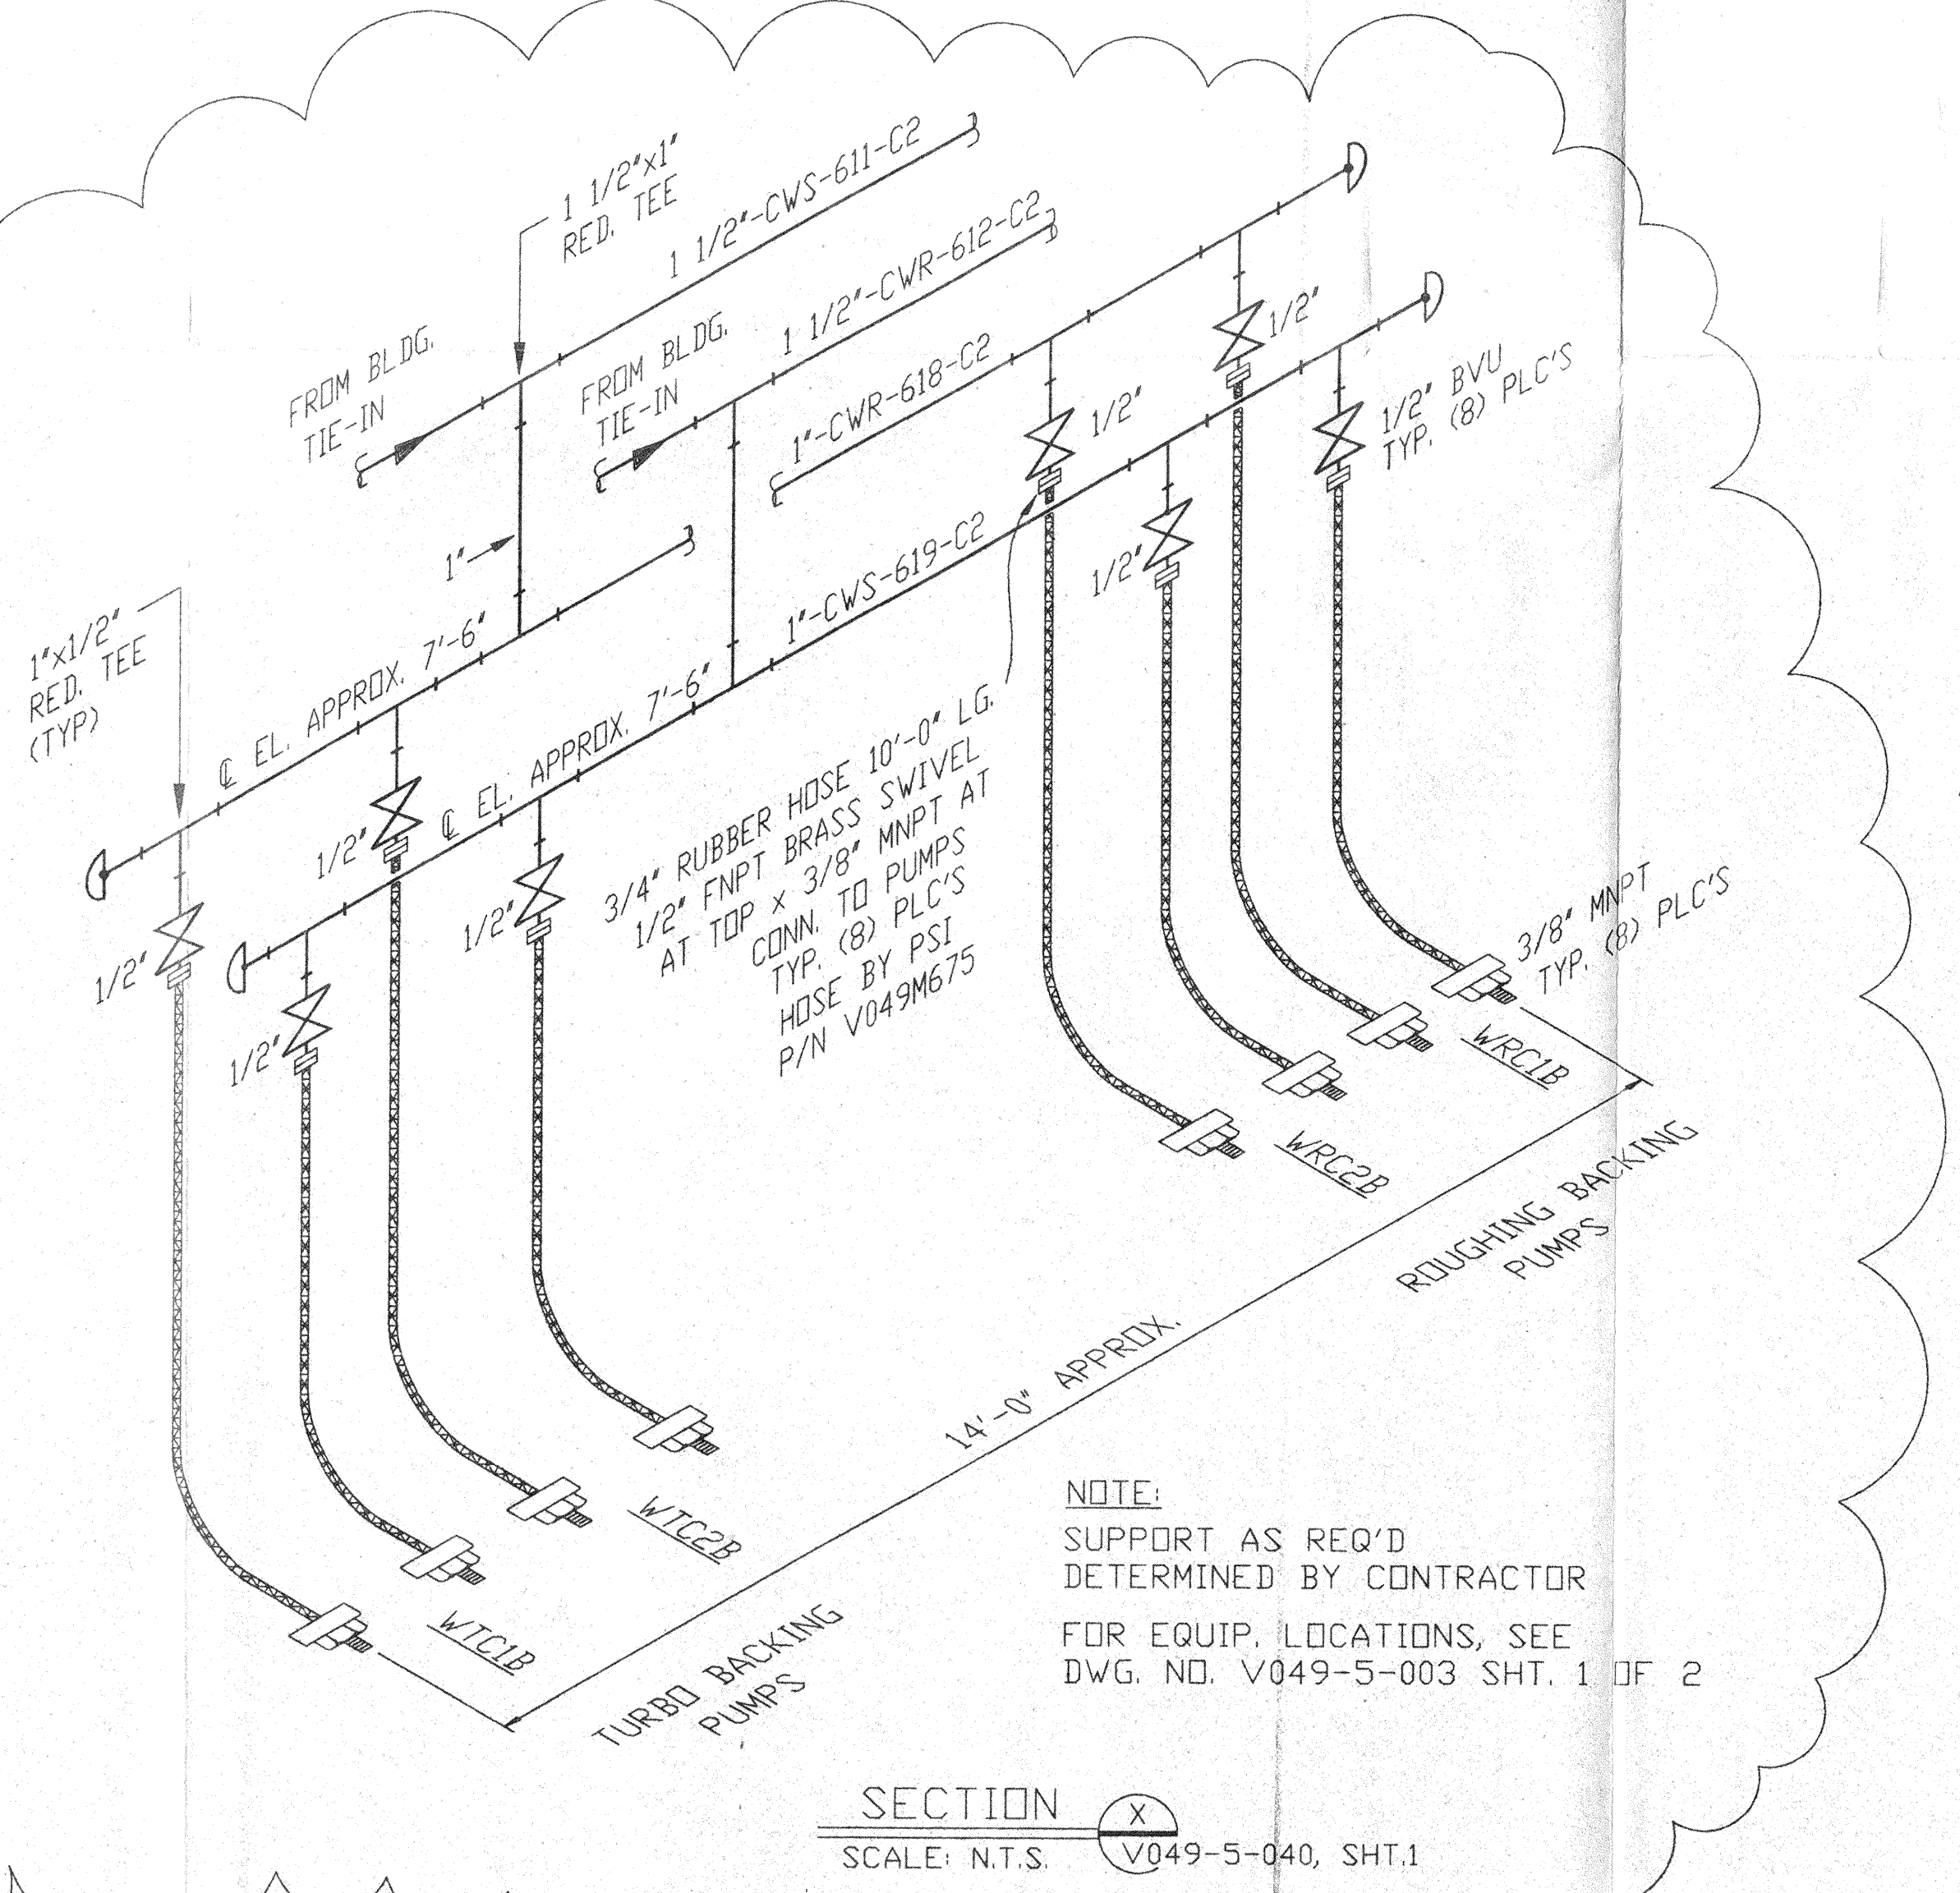 1 1/2"x1"
RED. TEE
1 1/2"-CWS-611-C2
FROM BLDG.
TIE-IN
1 1/2"-CWR-612-C2
FROM BLDG.
TIE-IN
1"-CWR-618-C2
1/2"
1/2"
1/2" BVU
TYP. (8) PLC'S
1"
1"-CWS-619-C2
1/2"
1"x1/2"
RED. TEE
(TYP)
℄ EL. APPROX. 7'-6"
℄ EL. APPROX. 7'-6"
1/2"
1/2"
1/2"
1/2"
3/4" RUBBER HOSE 10'-0" LG.
1/2" FNPT BRASS SWIVEL
AT TOP x 3/8" MNPT AT
CONN. TO PUMPS
TYP. (8) PLC'S
HOSE BY PSI
P/N V049M675
3/8" MNPT
TYP. (8) PLC'S
WRC1B
WRC2B
ROUGHING BACKING
PUMPS
14'-0" APPROX.
WTC2B
WTC1B
TURBO BACKING
PUMPS
NOTE:
SUPPORT AS REQ'D
DETERMINED BY CONTRACTOR
FOR EQUIP. LOCATIONS, SEE
DWG. NO. V049-5-003 SHT. 1 OF 2
SECTION
X
SCALE: N.T.S.
V049-5-040, SHT.1